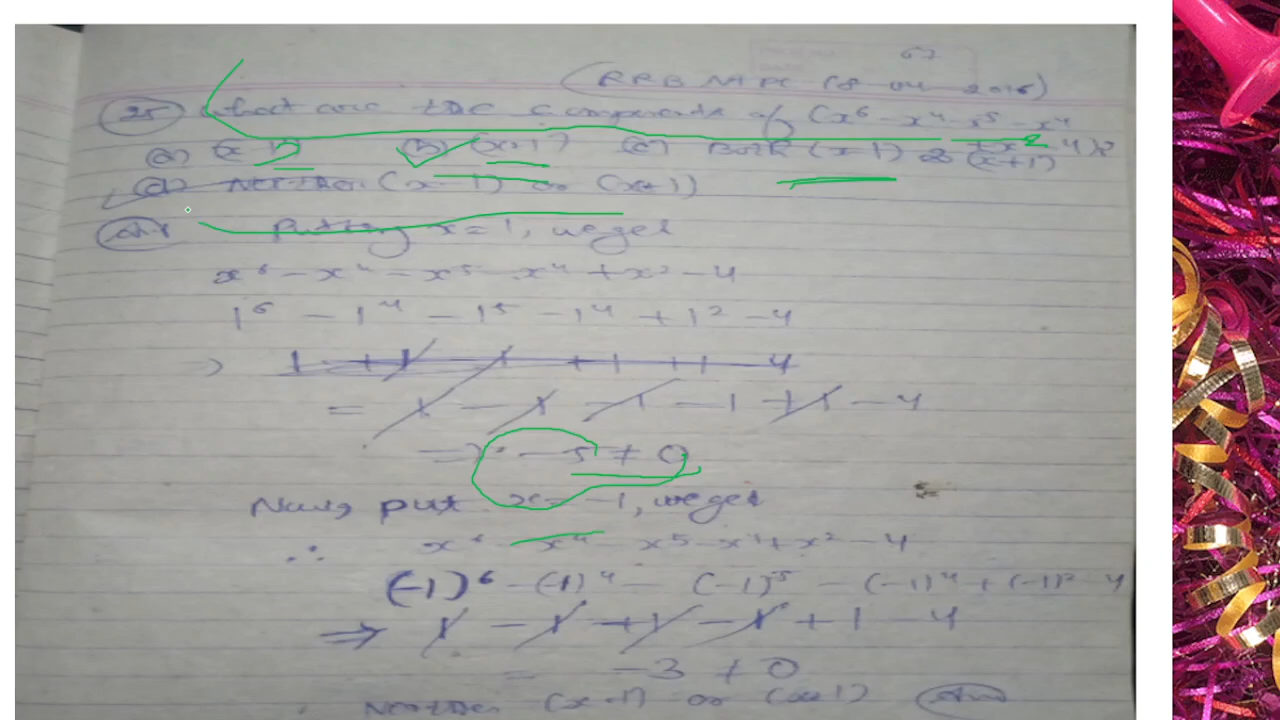 67
(RRB NTPC 18 04 2016)
25 what are the components of (x⁶ - x⁴ - x⁵ - x⁴
+ x² - 4)?
(a) (x-1) (b) (x+1) (c) Both (x-1) & (x+1)
(d) Neither (x-1) or (x+1)
Putting x=1, we get
x⁶ - x⁴ - x⁵ - x⁴ + x² - 4
1⁶ - 1⁴ - 1⁵ - 1⁴ + 1² - 4
= 1 - 1 - 1 - 1 + 1 - 4
=> -5 ≠ 0
Now, put x = -1, we get
∴ x⁶ - x⁴ - x⁵ - x⁴ + x² - 4
(-1)⁶ - (-1)⁴ - (-1)⁵ - (-1)⁴ + (-1)² - 4
⇒ 1 - 1 + 1 - 1 + 1 - 4
= -3 ≠ 0
Neither (x-1) or (x+1) Ans